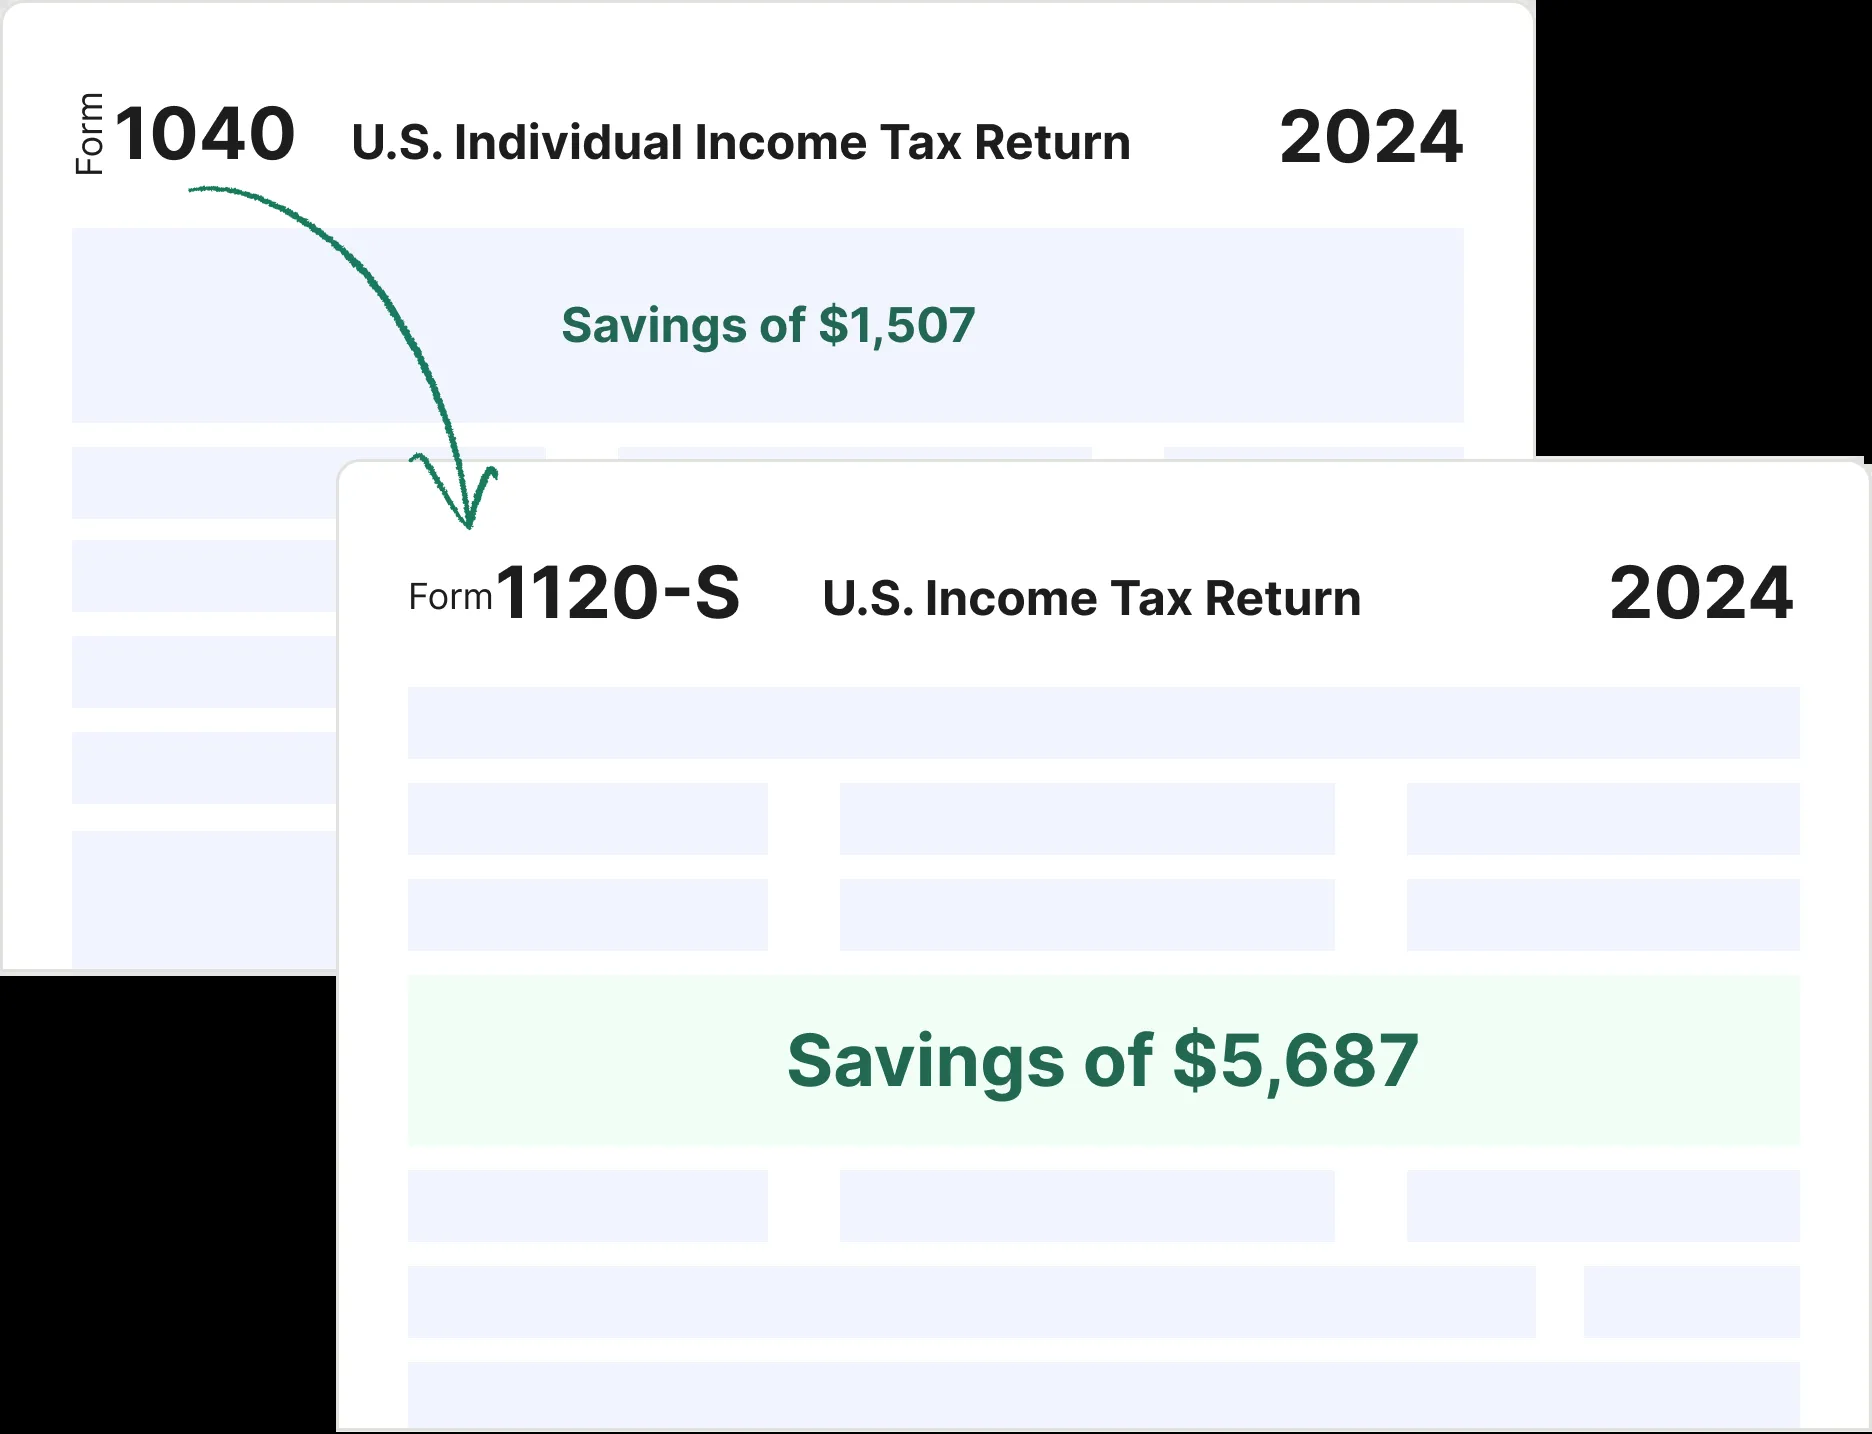 Form 1040 U.S. Individual Income Tax Return 2024
Savings of $1,507
Form 1120-S U.S. Income Tax Return 2024
Savings of $5,687